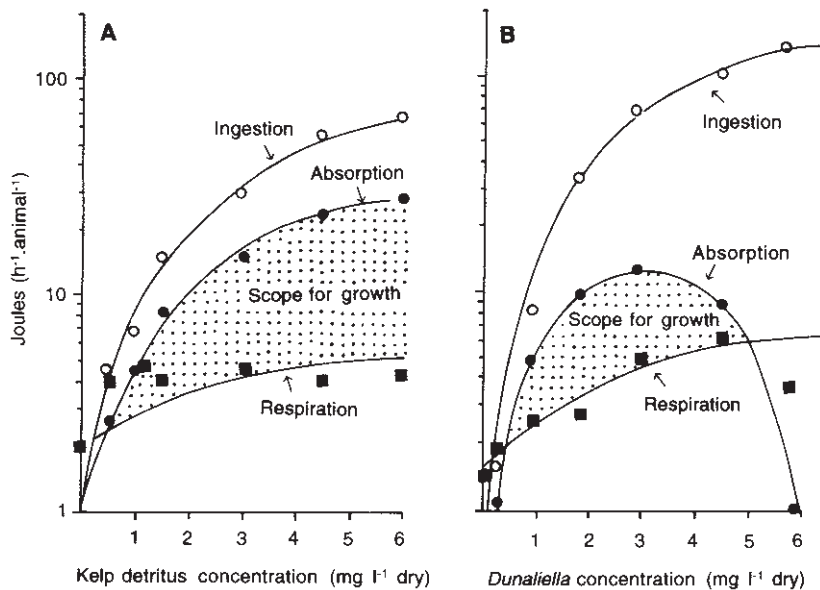 A
100
10
1
Joules (h⁻¹.animal⁻¹)
Ingestion
Absorption
Scope for growth
Respiration
1 2 3 4 5 6
Kelp detritus concentration (mg l⁻¹ dry)
B
Ingestion
Absorption
Scope for growth
Respiration
1 2 3 4 5 6
Dunaliella concentration (mg l⁻¹ dry)